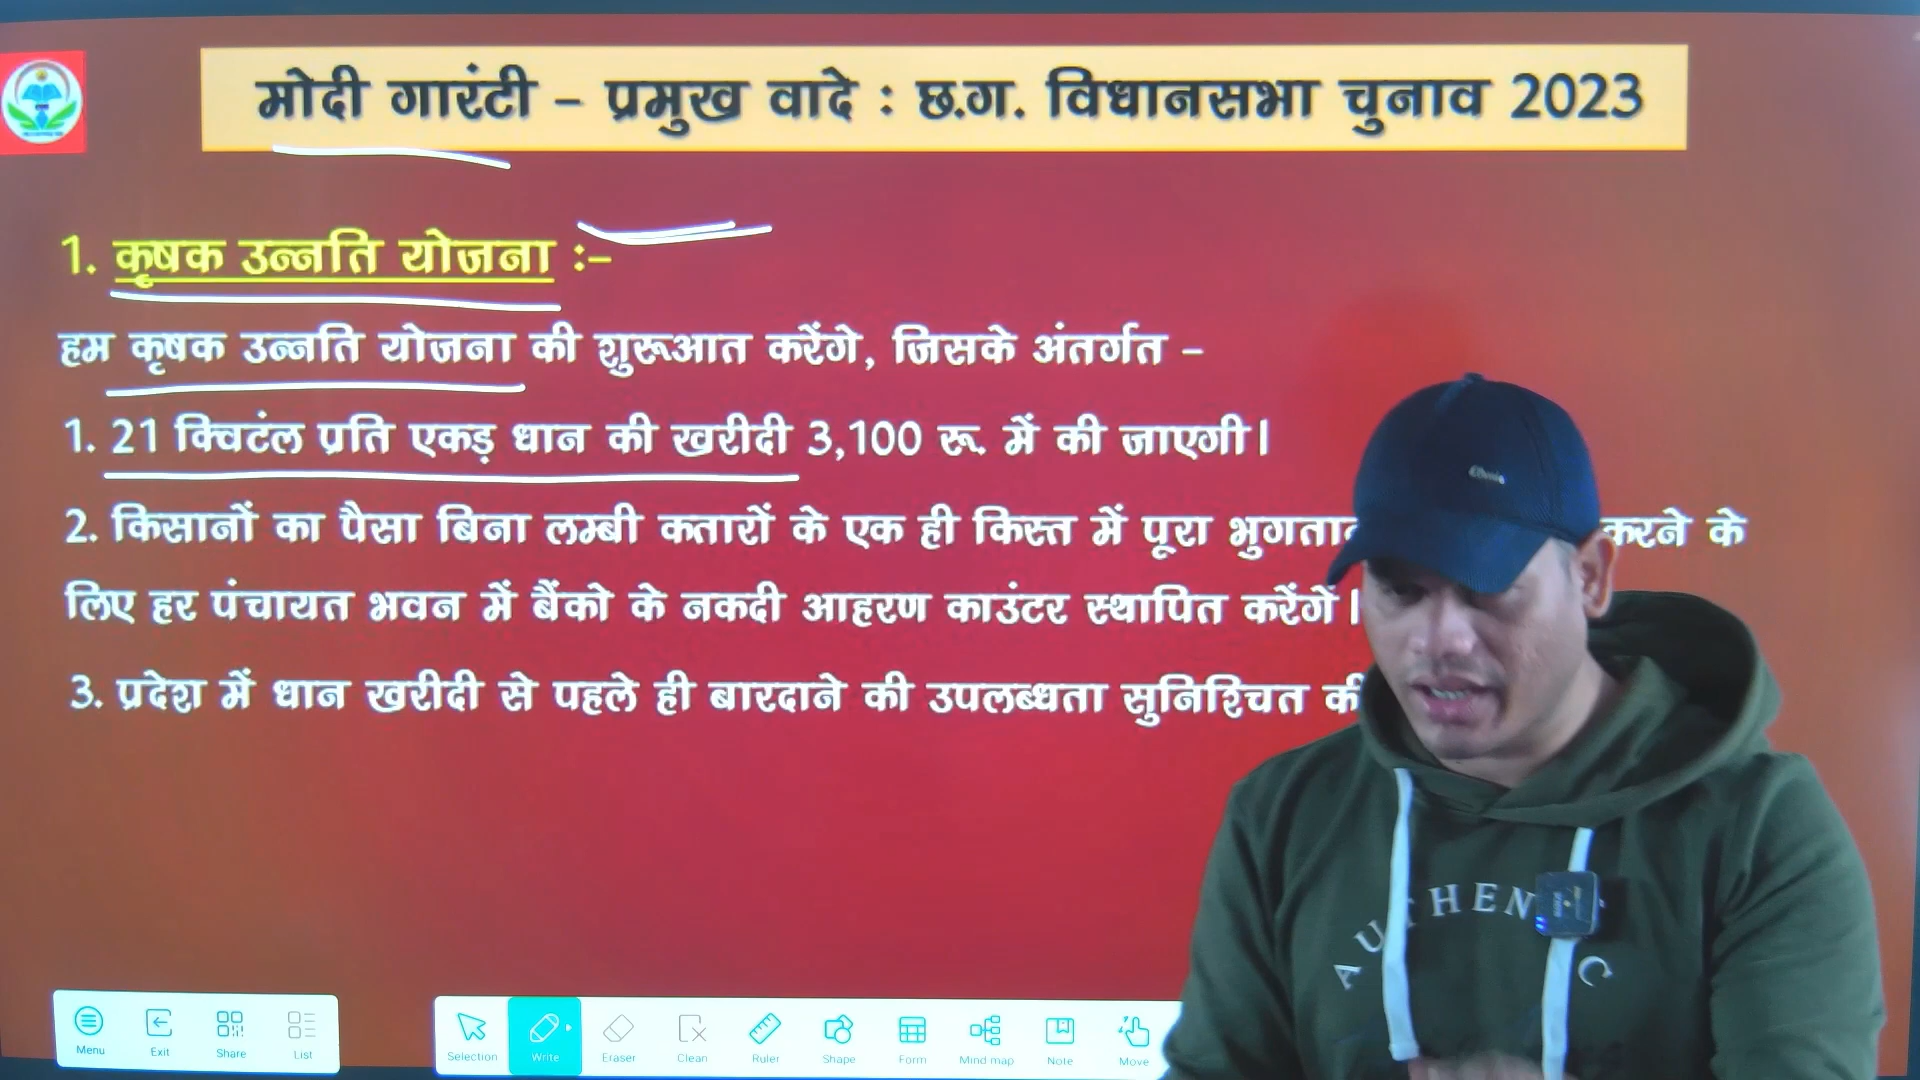 मोदी गारंटी – प्रमुख वादे : छ.ग. विधानसभा चुनाव 2023
1. कृषक उन्नति योजना :–
हम कृषक उन्नति योजना की शुरूआत करेंगे, जिसके अंतर्गत –
1. 21 क्विटंल प्रति एकड़ धान की खरीदी 3,100 रू. में की जाएगी।
2. किसानों का पैसा बिना लम्बी कतारों के एक ही किस्त में पूरा करने के
लिए हर पंचायत भवन में बैंको के नकदी आहरण काउंटर स्थापित करेंगे।
3. प्रदेश में धान खरीदी से पहले ही बारदाने की उपलब्धता सुनिश्चित की
Menu Exit Share List Selection Write Eraser Clean Ruler Shape Form Mind map Note Move